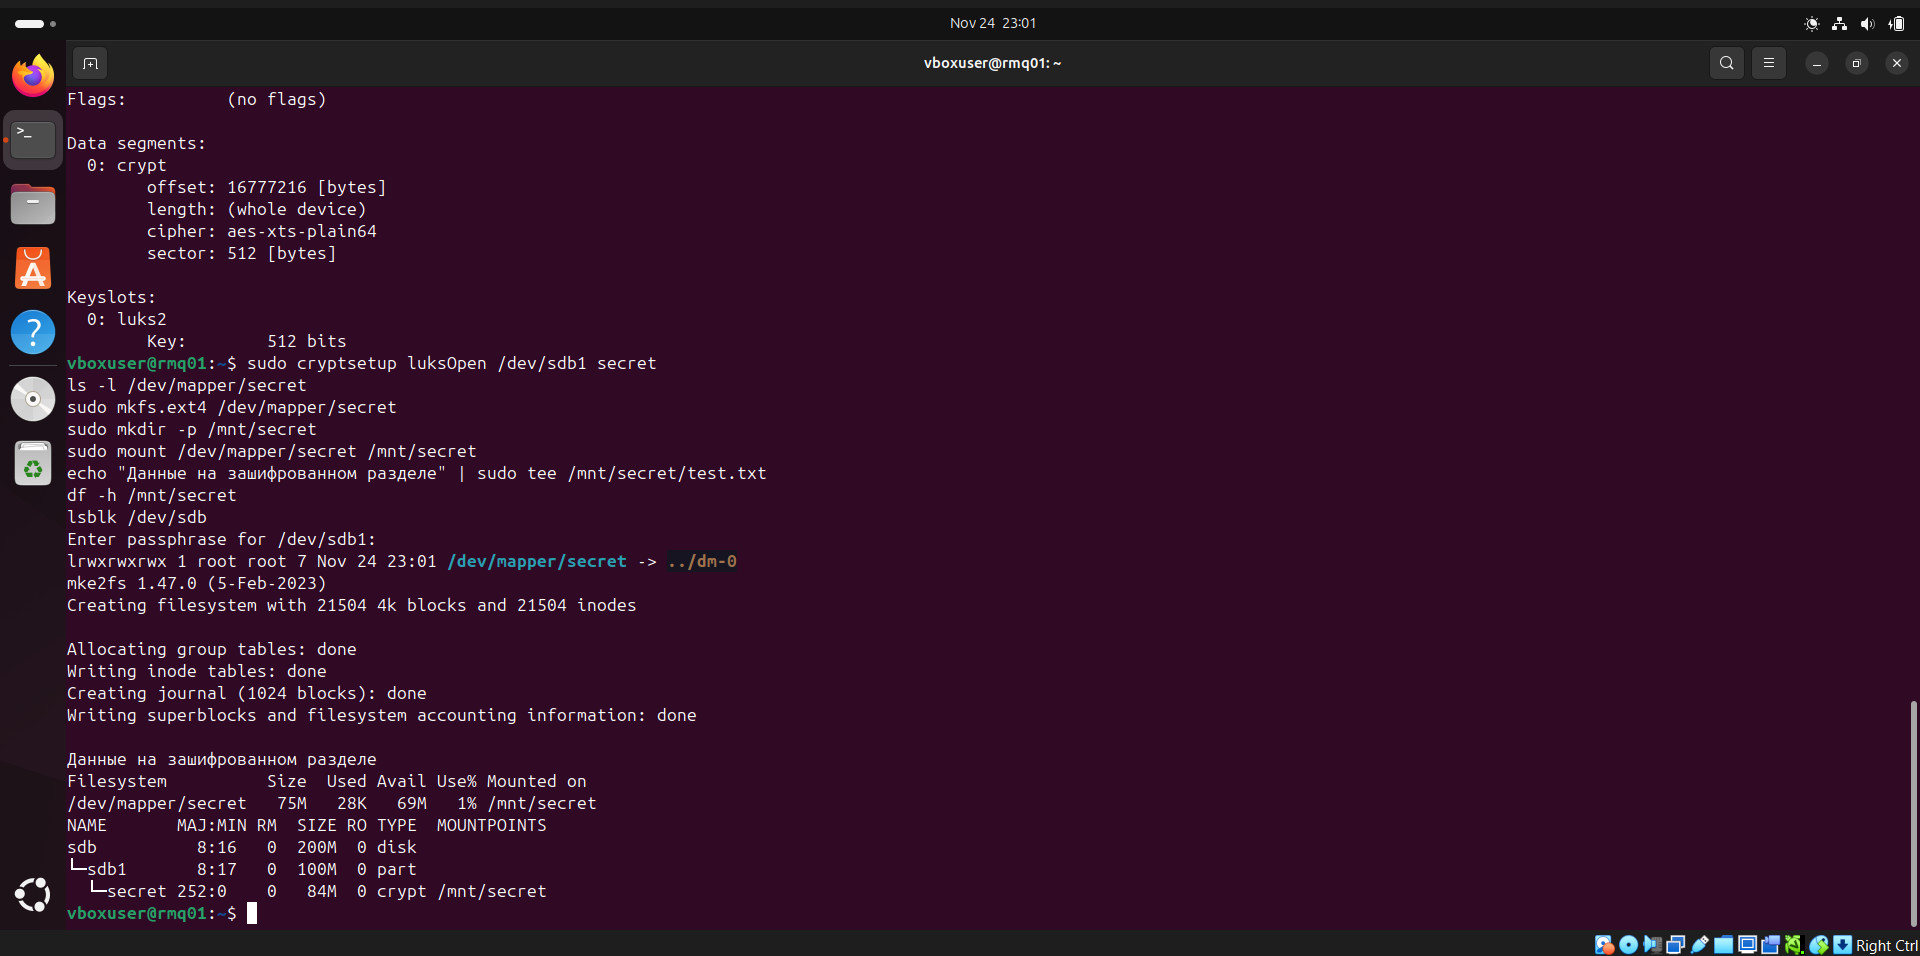 Nov 24 23:01
vboxuser@rmq01: ~
Flags:          (no flags)
Data segments:
  0: crypt
        offset: 16777216 [bytes]
        length: (whole device)
        cipher: aes-xts-plain64
        sector: 512 [bytes]
Keyslots:
  0: luks2
        Key:        512 bits
vboxuser@rmq01:~$ sudo cryptsetup luksOpen /dev/sdb1 secret
ls -l /dev/mapper/secret
sudo mkfs.ext4 /dev/mapper/secret
sudo mkdir -p /mnt/secret
sudo mount /dev/mapper/secret /mnt/secret
echo "Данные на зашифрованном разделе" | sudo tee /mnt/secret/test.txt
df -h /mnt/secret
lsblk /dev/sdb
Enter passphrase for /dev/sdb1:
lrwxrwxrwx 1 root root 7 Nov 24 23:01 /dev/mapper/secret -> ../dm-0
mke2fs 1.47.0 (5-Feb-2023)
Creating filesystem with 21504 4k blocks and 21504 inodes
Allocating group tables: done
Writing inode tables: done
Creating journal (1024 blocks): done
Writing superblocks and filesystem accounting information: done
Данные на зашифрованном разделе
Filesystem          Size  Used Avail Use% Mounted on
/dev/mapper/secret   75M   28K   69M   1% /mnt/secret
NAME       MAJ:MIN RM  SIZE RO TYPE  MOUNTPOINTS
sdb          8:16   0  200M  0 disk
└─sdb1       8:17   0  100M  0 part
  └─secret 252:0    0   84M  0 crypt /mnt/secret
vboxuser@rmq01:~$
Right Ctrl